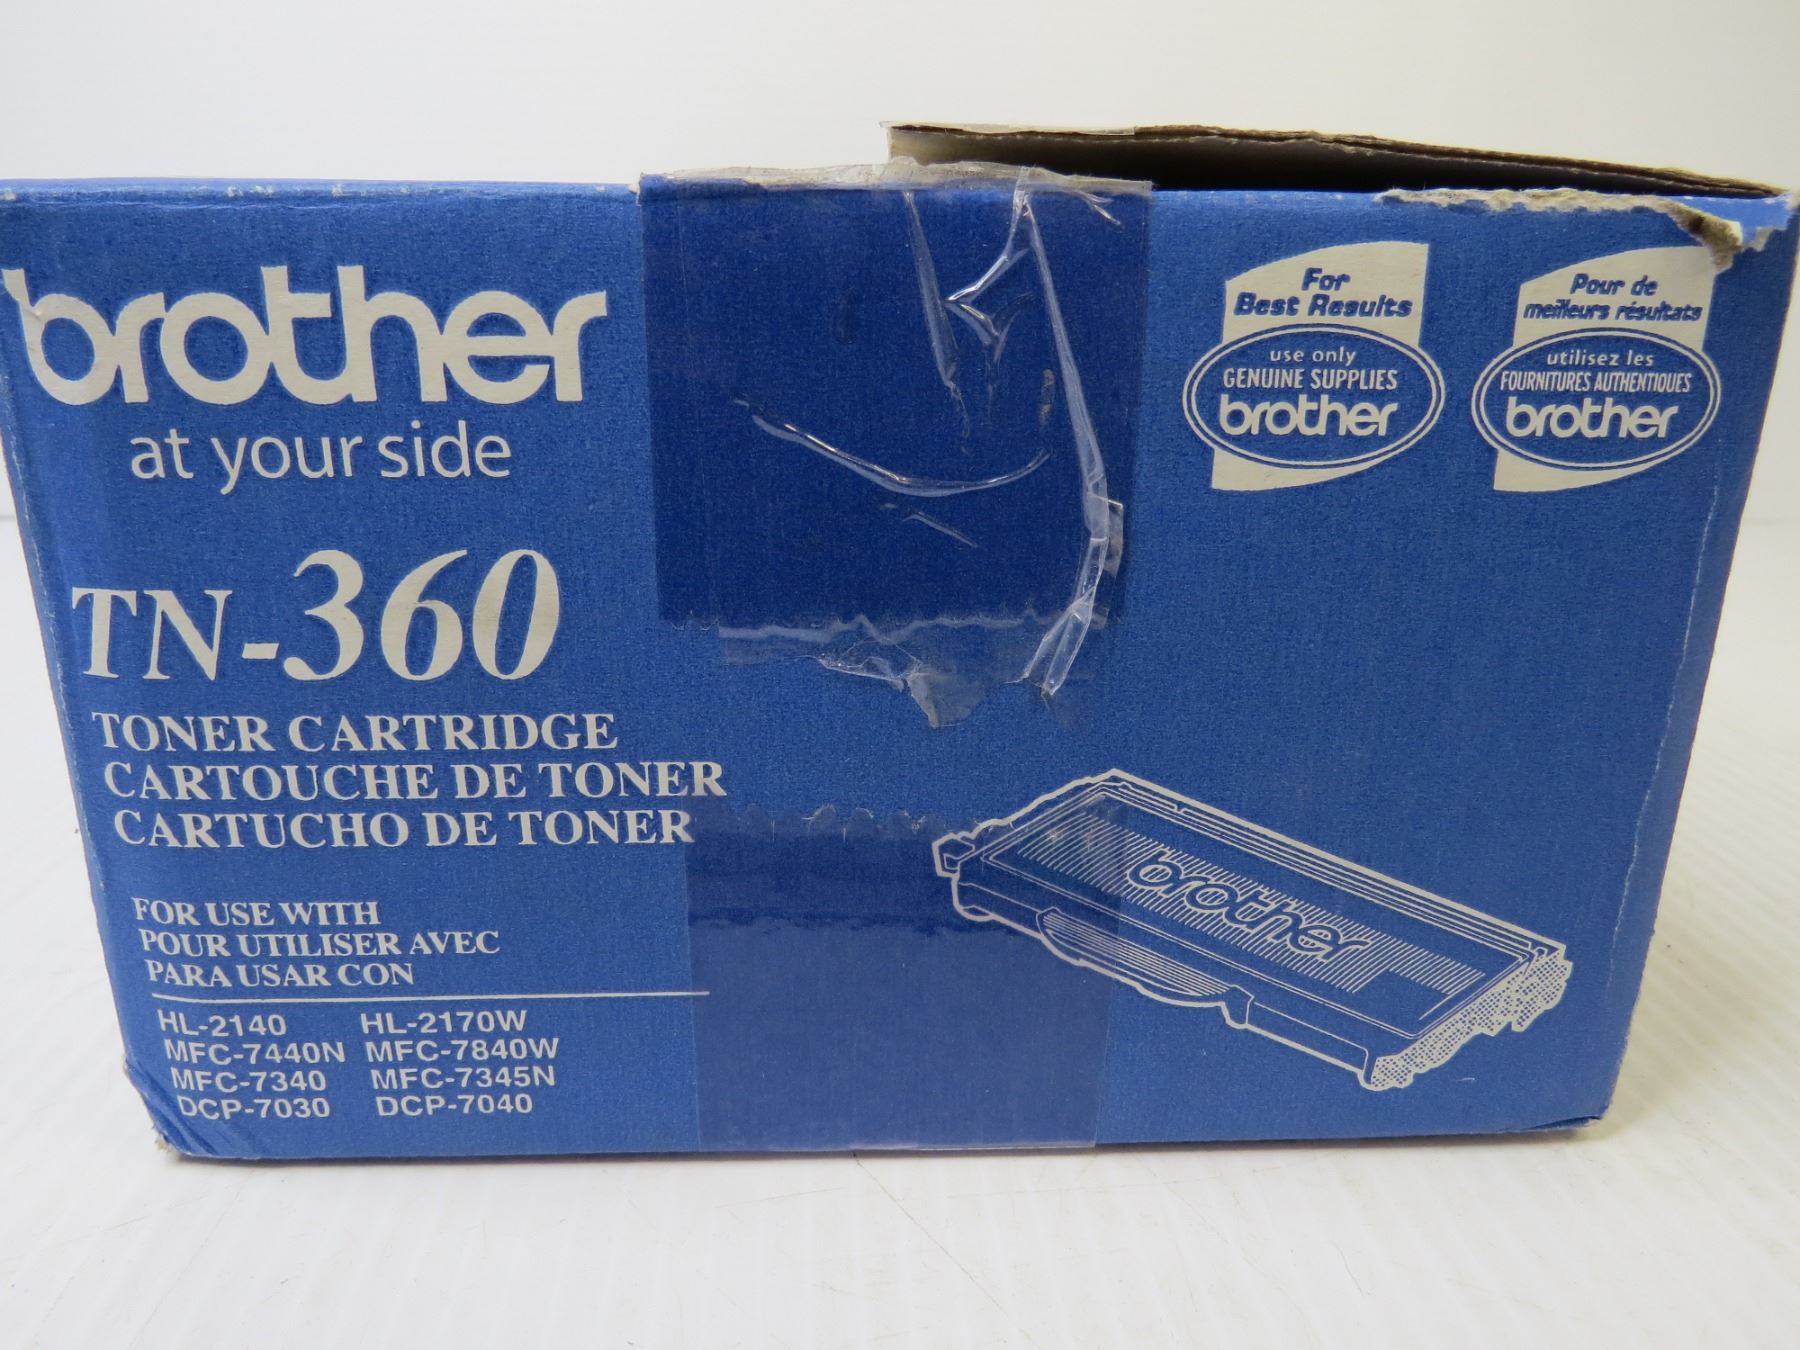 brother
at your side
TN-360
TONER CARTRIDGE
CARTOUCHE DE TONER
CARTUCHO DE TONER
FOR USE WITH
POUR UTILISER AVEC
PARA USAR CON
HL-2140 HL-2170W
MFC-7440N MFC-7840W
MFC-7340 MFC-7345N
DCP-7030 DCP-7040
For
Best Results
use only
GENUINE SUPPLIES
brother
Pour de
meilleurs résultats
utilisez les
FOURNITURES AUTHENTIQUES
brother
brother